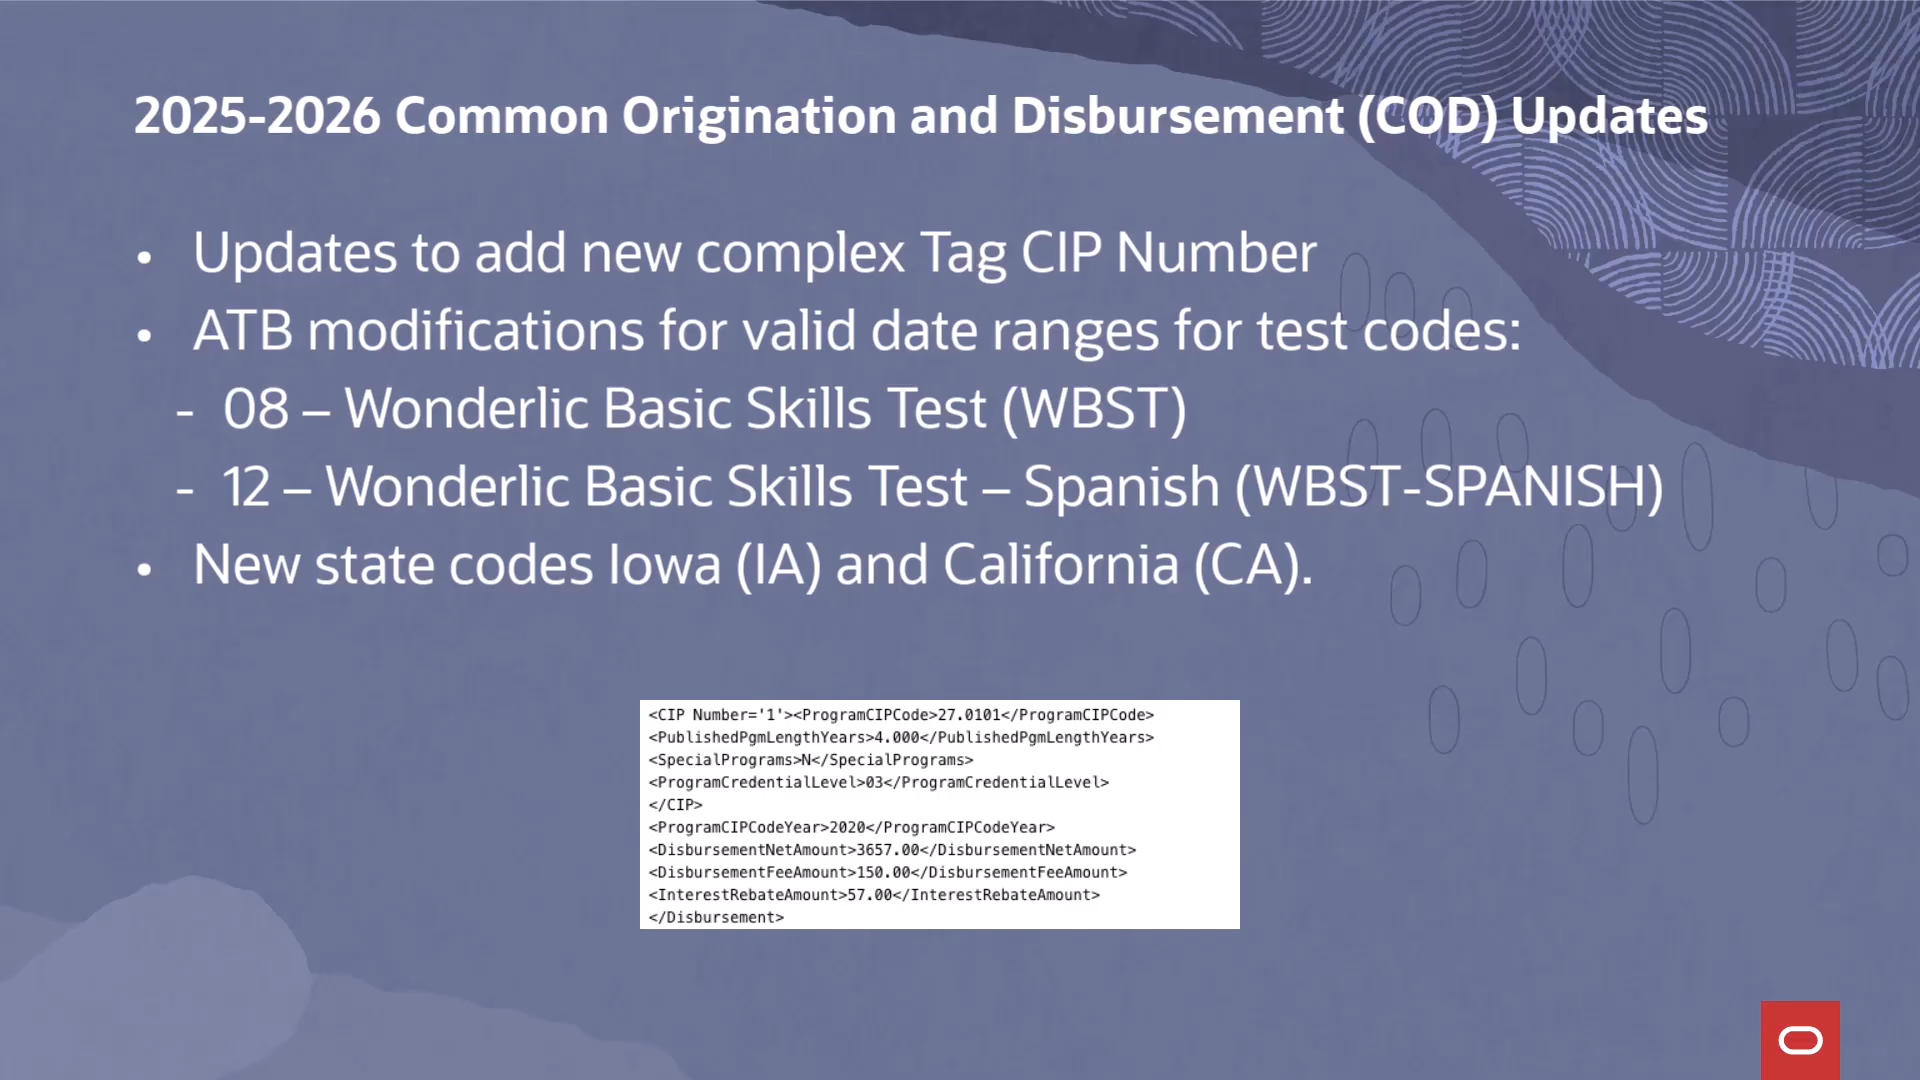 2025-2026 Common Origination and Disbursement (COD) Updates
• Updates to add new complex Tag CIP Number
• ATB modifications for valid date ranges for test codes:
- 08 – Wonderlic Basic Skills Test (WBST)
- 12 – Wonderlic Basic Skills Test – Spanish (WBST-SPANISH)
• New state codes Iowa (IA) and California (CA).
<CIP Number='1'><ProgramCIPCode>27.0101</ProgramCIPCode>
<PublishedPgmLengthYears>4.000</PublishedPgmLengthYears>
<SpecialPrograms>N</SpecialPrograms>
<ProgramCredentialLevel>03</ProgramCredentialLevel>
</CIP>
<ProgramCIPCodeYear>2020</ProgramCIPCodeYear>
<DisbursementNetAmount>3657.00</DisbursementNetAmount>
<DisbursementFeeAmount>150.00</DisbursementFeeAmount>
<InterestRebateAmount>57.00</InterestRebateAmount>
</Disbursement>